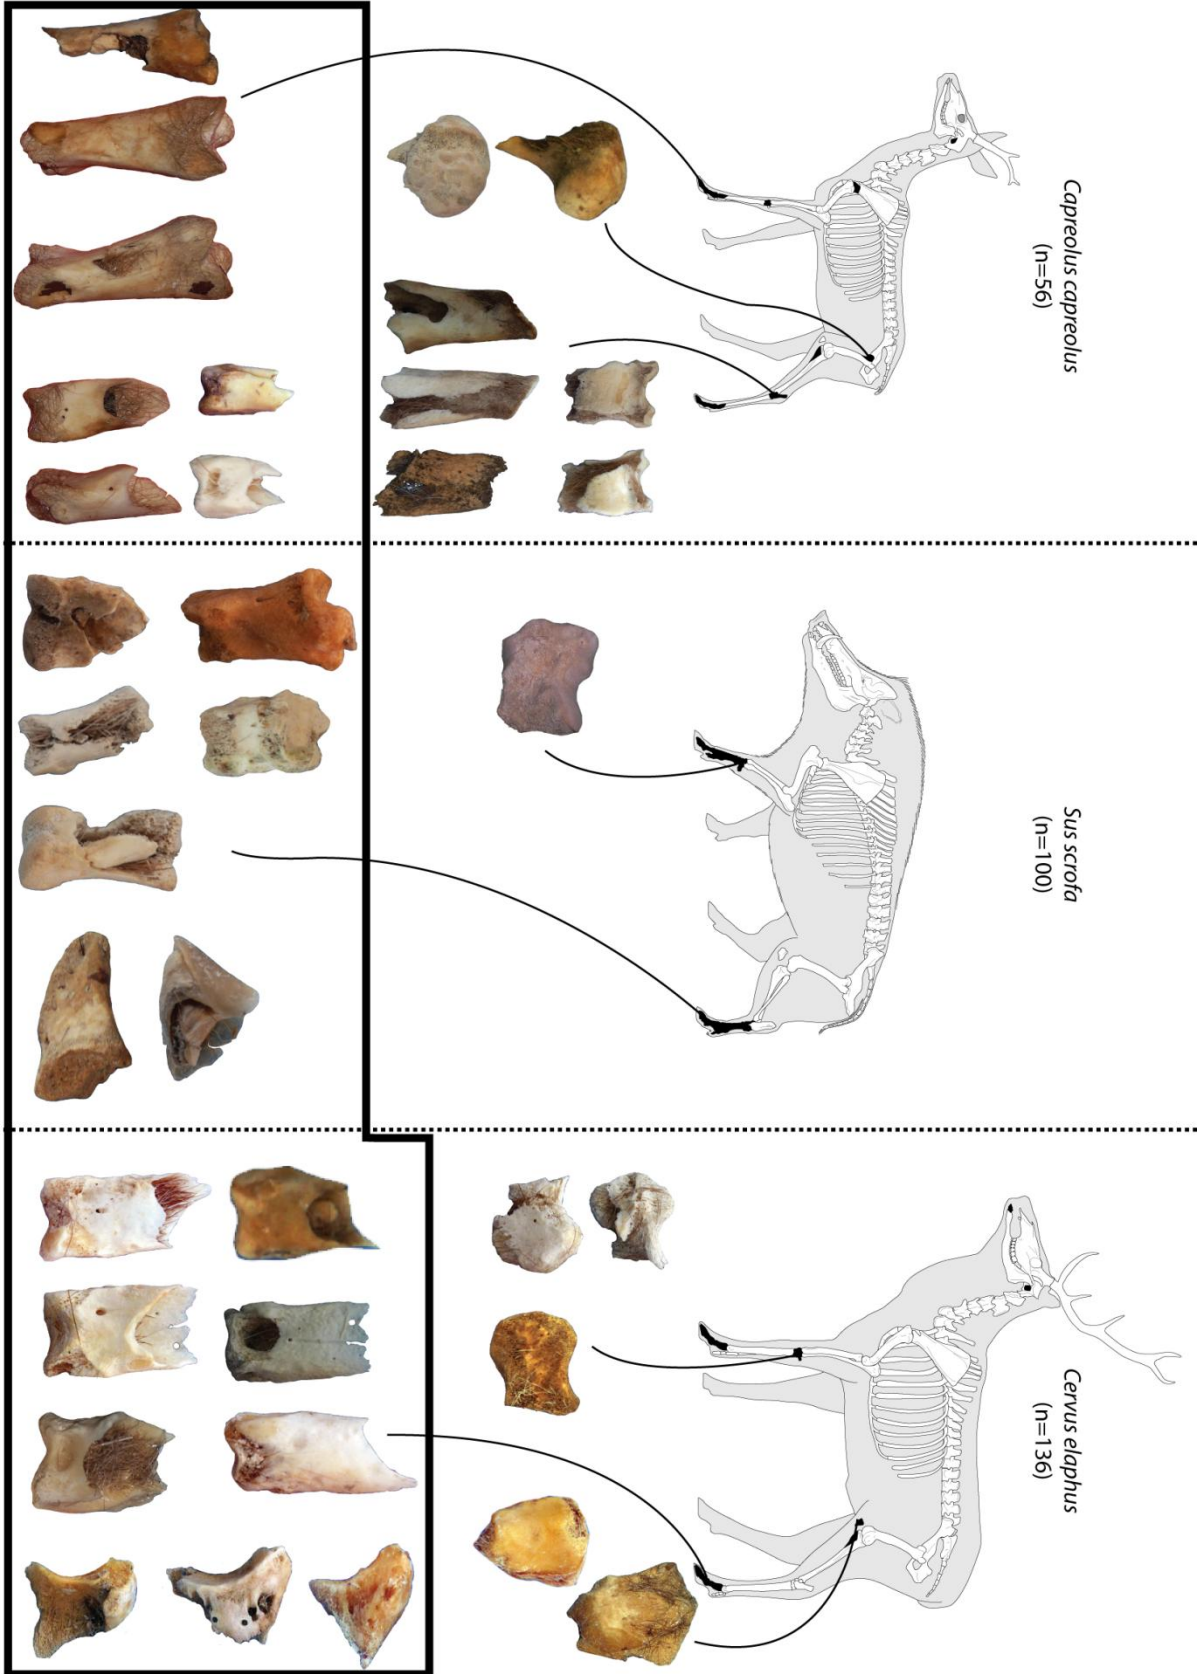 Capreolus capreolus
(n=56)
Sus scrofa
(n=100)
Cervus elaphus
(n=136)